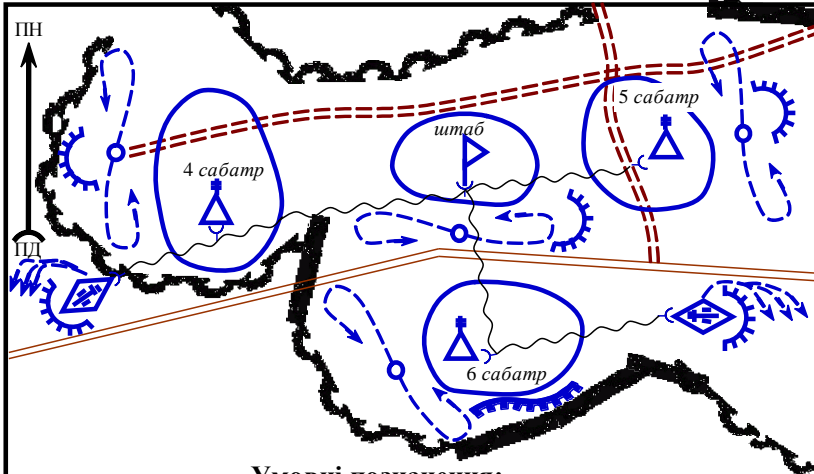 ПН
5 сабатр
штаб
4 сабатр
ПД
6 сабатр
Умовні позначення: